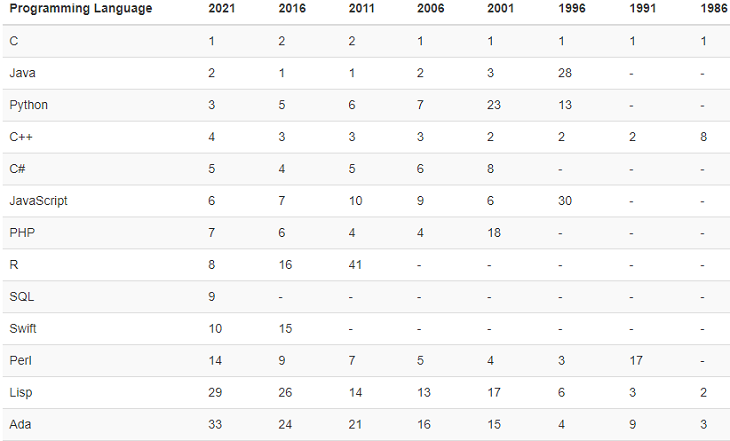 Programming Language 2021 2016 2011 2006 2001 1996 1991 1986
C 1 2 2 1 1 1 1 1
Java 2 1 1 2 3 28 - -
Python 3 5 6 7 23 13 - -
C++ 4 3 3 3 2 2 2 8
C# 5 4 5 6 8 - - -
JavaScript 6 7 10 9 6 30 - -
PHP 7 6 4 4 18 - - -
R 8 16 41 - - - - -
SQL 9 - - - - - - -
Swift 10 15 - - - - - -
Perl 14 9 7 5 4 3 17 -
Lisp 29 26 14 13 17 6 3 2
Ada 33 24 21 16 15 4 9 3